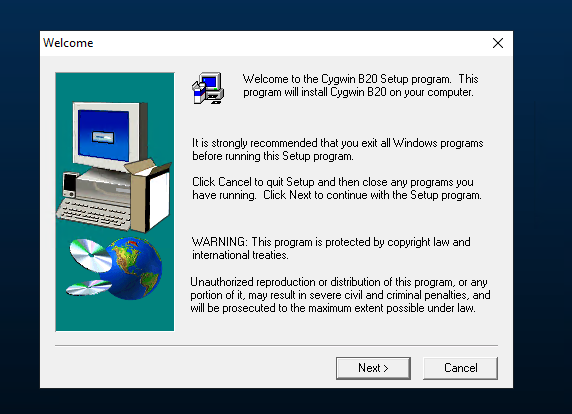 Welcome
Welcome to the Cygwin B20 Setup program. This
program will install Cygwin B20 on your computer.
It is strongly recommended that you exit all Windows programs
before running this Setup program.
Click Cancel to quit Setup and then close any programs you
have running. Click Next to continue with the Setup program.
WARNING: This program is protected by copyright law and
international treaties.
Unauthorized reproduction or distribution of this program, or any
portion of it, may result in severe civil and criminal penalties, and
will be prosecuted to the maximum extent possible under law.
Next > Cancel